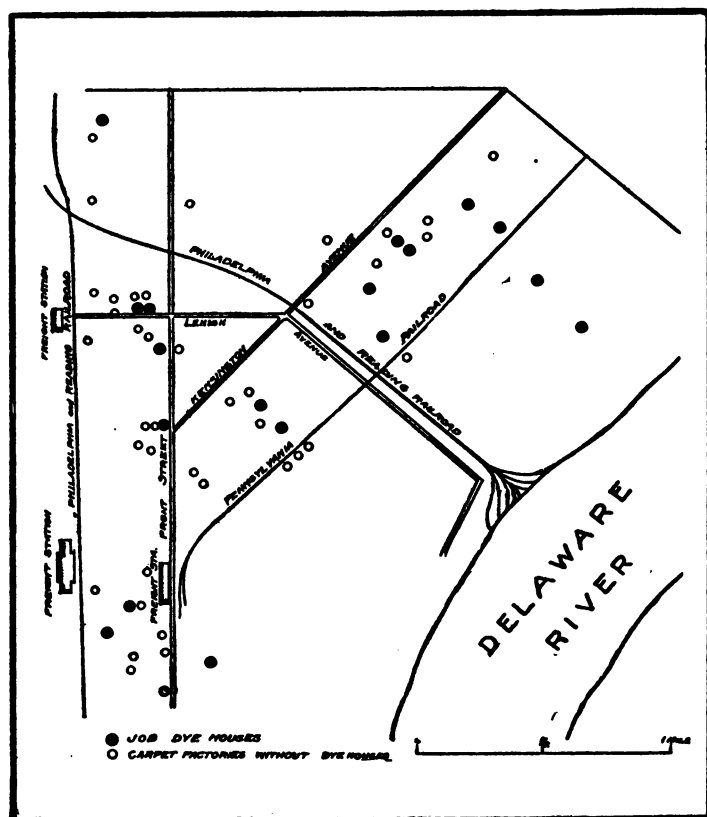 PHILADELPHIA
AVENUE
FREIGHT STATION
PHILADELPHIA and READING RAILROAD
LEHIGH
AVENUE
AND READING RAILROAD
RAILROAD
KENSINGTON
PENNSYLVANIA
FRONT STREET
FREIGHT STATION
FREIGHT STA.
DELAWARE
RIVER
JOB DYE HOUSES
CARPET FACTORIES WITHOUT DYE HOUSES
1 MILE